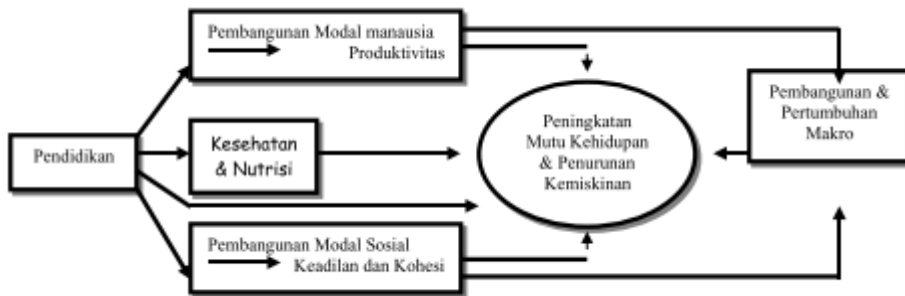 Pembangunan Modal manausia
Produktivitas
Pendidikan
Kesehatan
& Nutrisi
Pembangunan Modal Sosial
Keadilan dan Kohesi
Peningkatan
Mutu Kehidupan
& Penurunan
Kemiskinan
Pembangunan &
Pertumbuhan
Makro